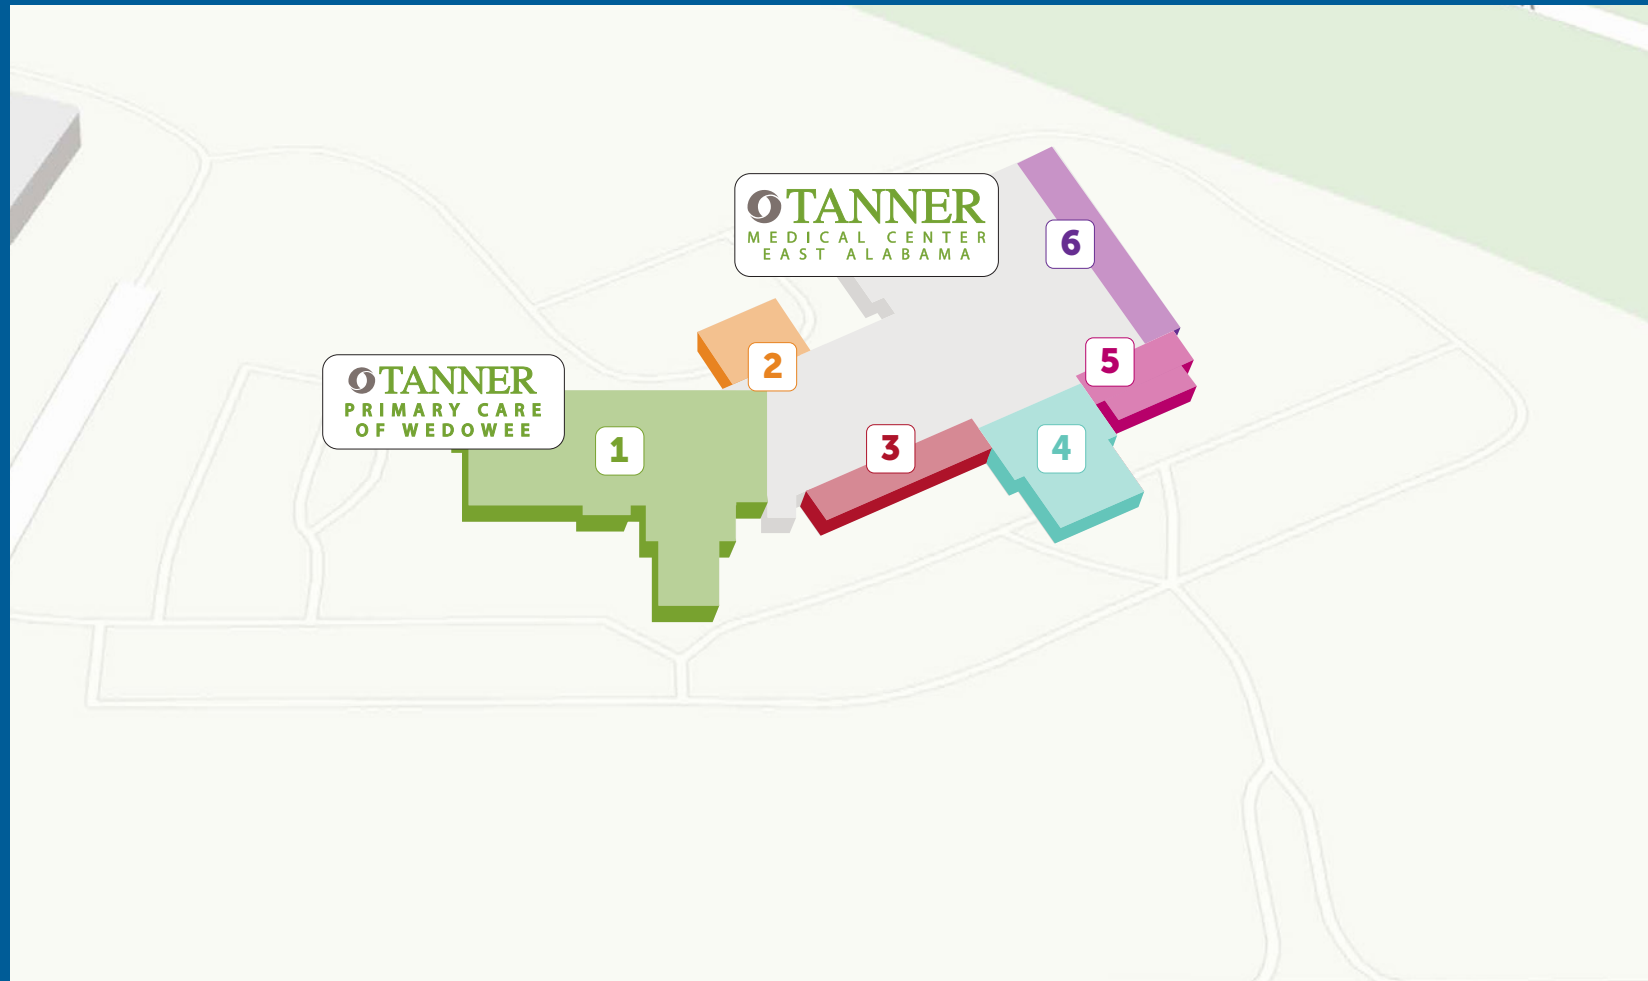 TANNER
MEDICAL CENTER
EAST ALABAMA
6
2
5
TANNER
PRIMARY CARE
OF WEDOWEE
1
3
4